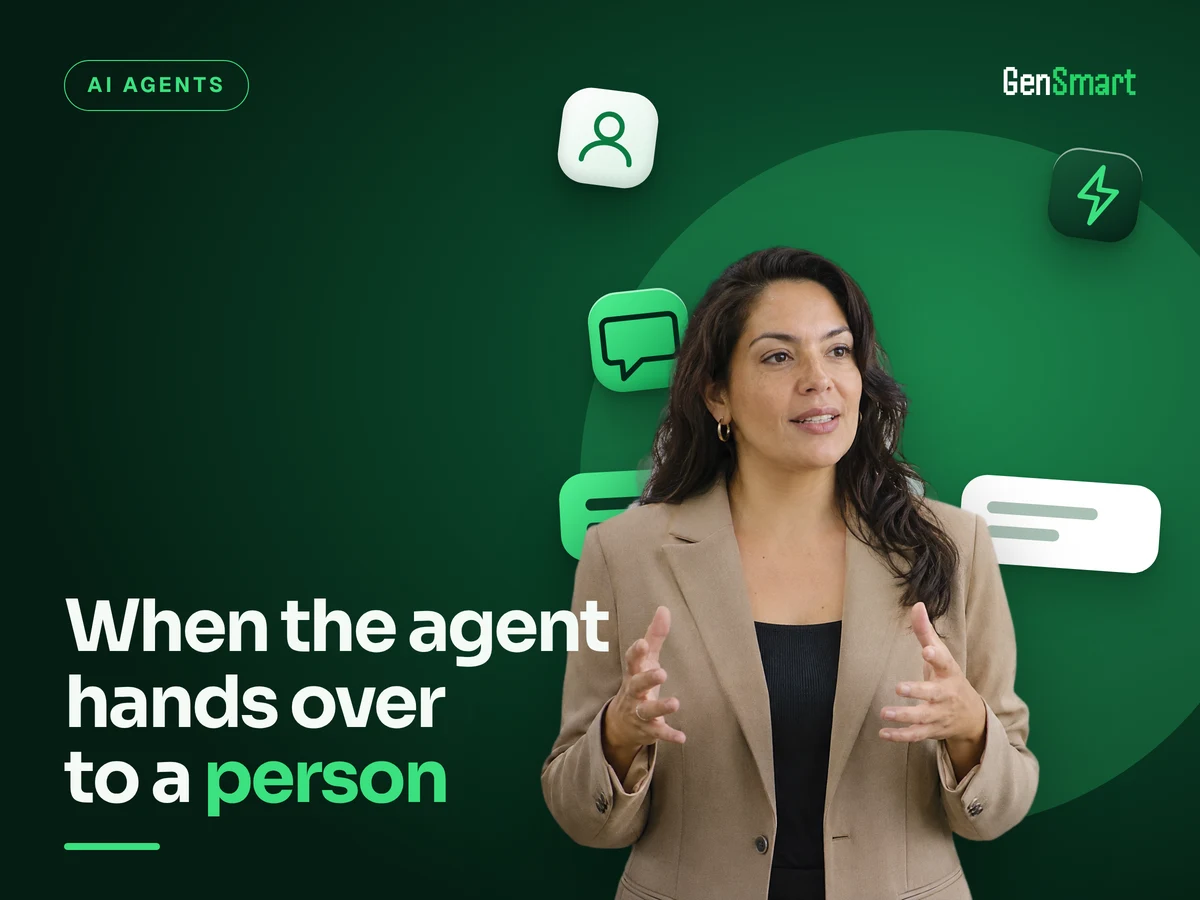 AI AGENTS
GenSmart
When the agent
hands over
to a person